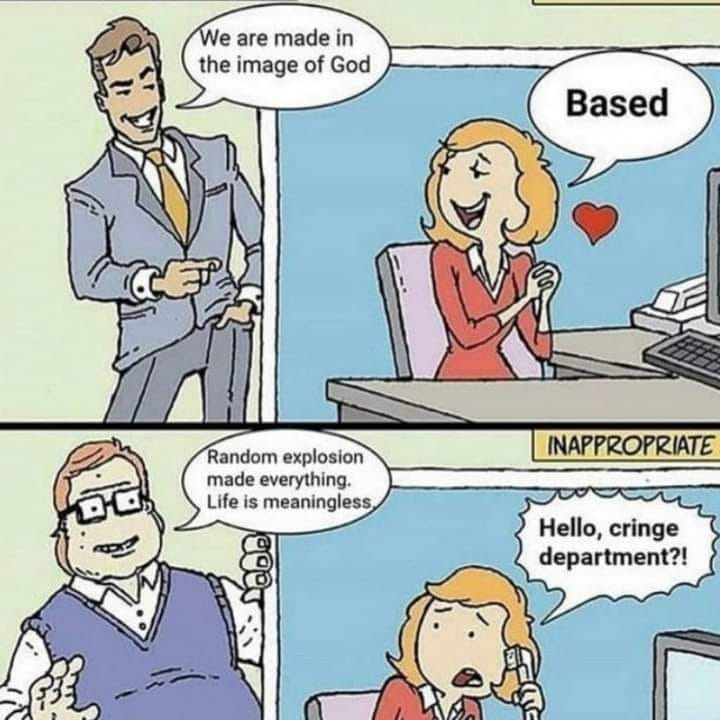 We are made in
the image of God
Based
INAPPROPRIATE
Random explosion
made everything.
Life is meaningless.
Hello, cringe
department?!